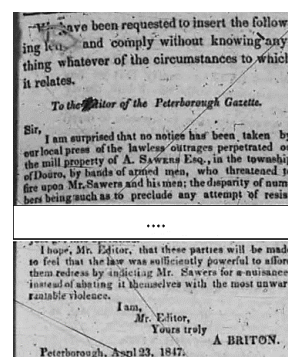 We have been requested to insert the follow
ing and comply without knowing any
thing whatever of the circumstances to which
it relates.
To the Editor of the Peterborough Gazette.
Sir,
I am surprised that no notice has been taken by
our local press of the lawless outrages perpetrated o
the mill property of A. SAWERS Esq., in the township
of Douro, by bands of armed men, who threatened t
fire upon Mr. Sawers and his men; the disparity of num
bers being such as to preclude any attempt of resis
....
I hope, Mr. Editor, that these parties will be made
to feel that the law was sufficiently powerful to affor
them redress by indicting Mr. Sawers for a nuisance
instead of abating it themselves with the most unwar
rantable violence.
I am,
Mr. Editor,
Yours truly
A BRITON.
Peterborough, April 23, 1847.